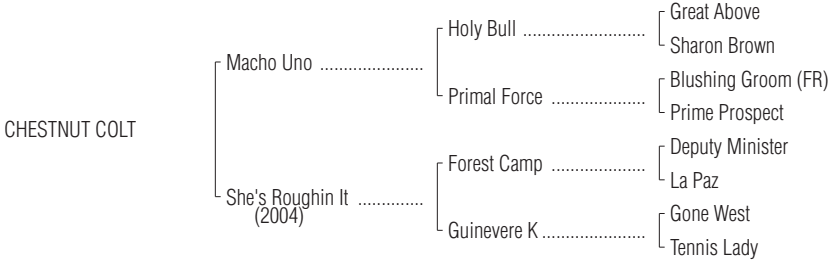 Great Above
Holy Bull ..........................
Sharon Brown
Macho Uno ......................
Blushing Groom (FR)
Primal Force ....................
Prime Prospect
CHESTNUT COLT
Deputy Minister
Forest Camp ....................
La Paz
She's Roughin It ..............
(2004)
Gone West
Guinevere K ......................
Tennis Lady